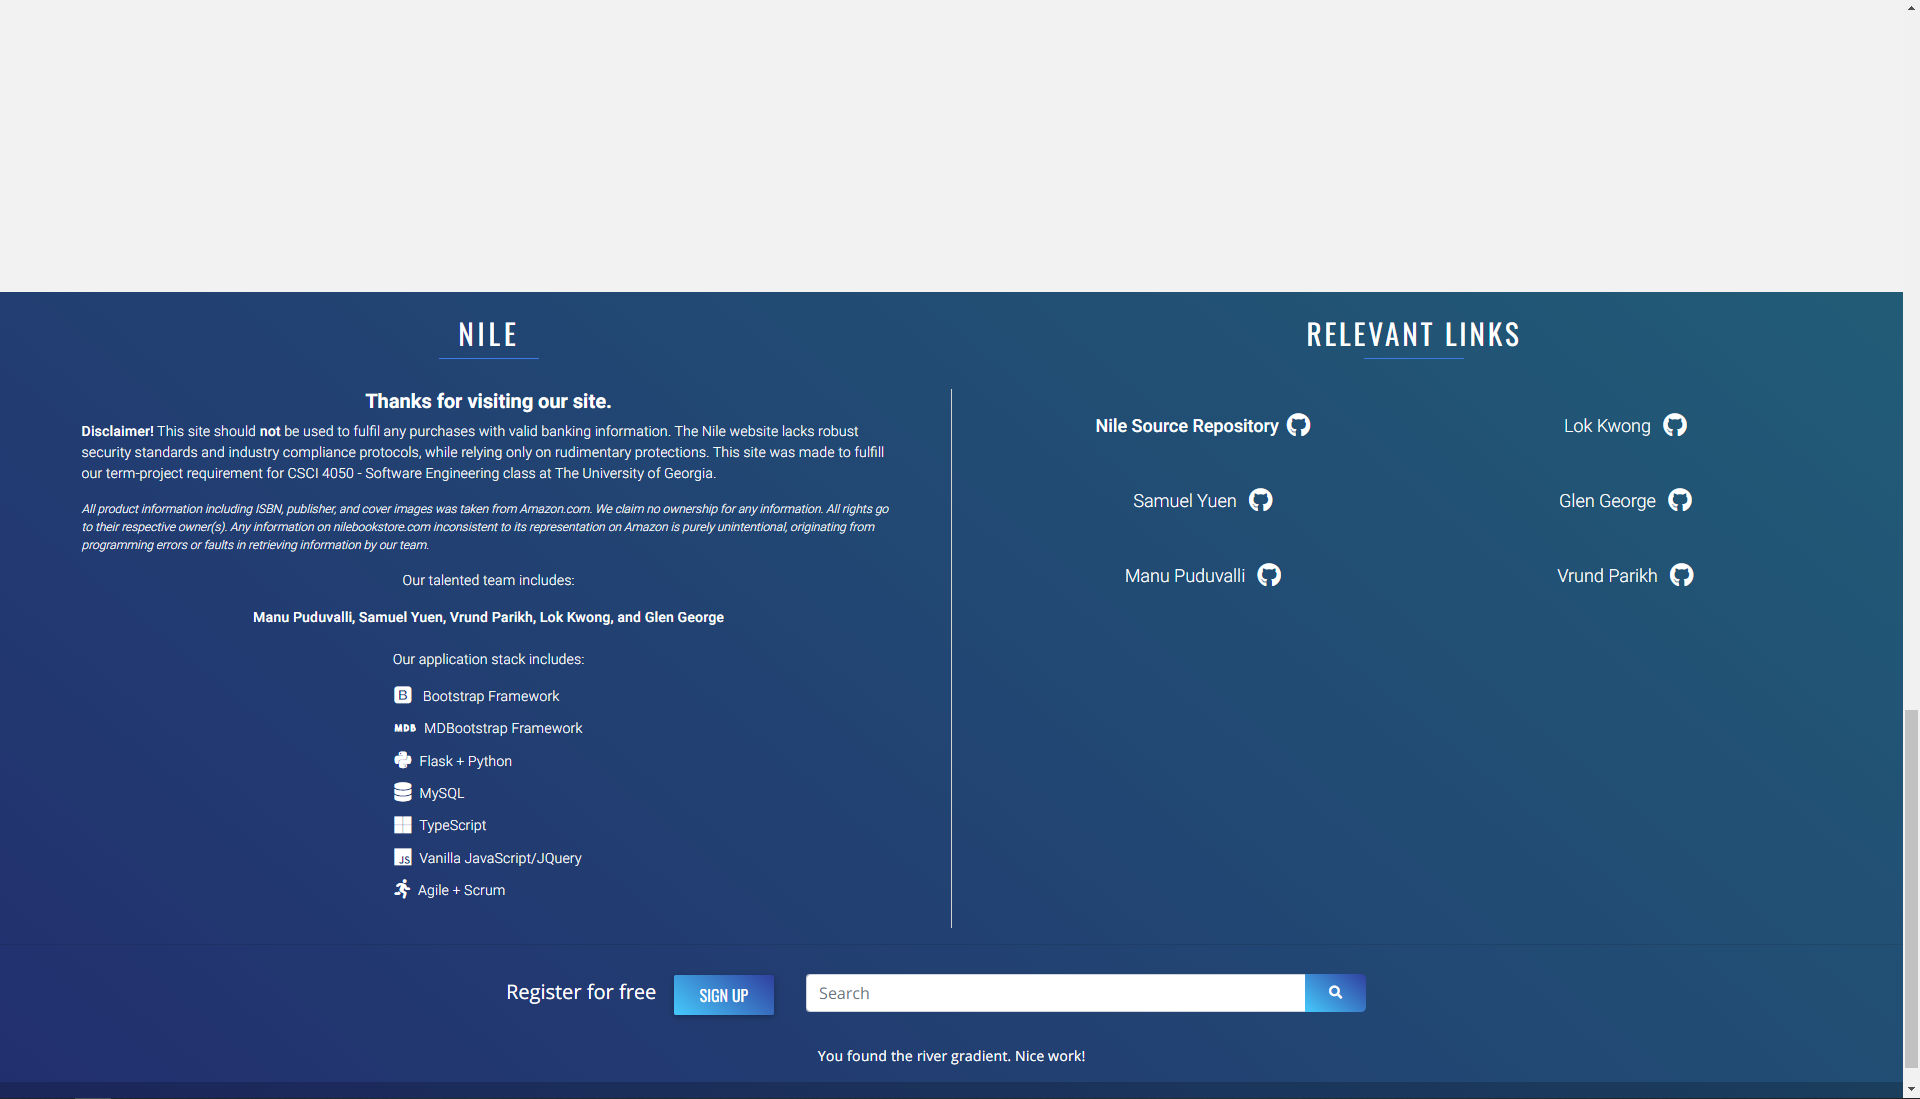 NILE
Thanks for visiting our site.
Disclaimer! This site should not be used to fulfil any purchases with valid banking information. The Nile website lacks robust
security standards and industry compliance protocols, while relying only on rudimentary protections. This site was made to fulfill
our term-project requirement for CSCI 4050 - Software Engineering class at The University of Georgia.
All product information including ISBN, publisher, and cover images was taken from Amazon.com. We claim no ownership for any information. All rights go
to their respective owner(s). Any information on nilebookstore.com inconsistent to its representation on Amazon is purely unintentional, originating from
programming errors or faults in retrieving information by our team.
Our talented team includes:
Manu Puduvalli, Samuel Yuen, Vrund Parikh, Lok Kwong, and Glen George
Our application stack includes:
B Bootstrap Framework
MDB MDBootstrap Framework
Flask + Python
MySQL
TypeScript
JS Vanilla JavaScript/JQuery
Agile + Scrum
RELEVANT LINKS
Nile Source Repository
Lok Kwong
Samuel Yuen
Glen George
Manu Puduvalli
Vrund Parikh
Register for free
SIGN UP
Search
You found the river gradient. Nice work!